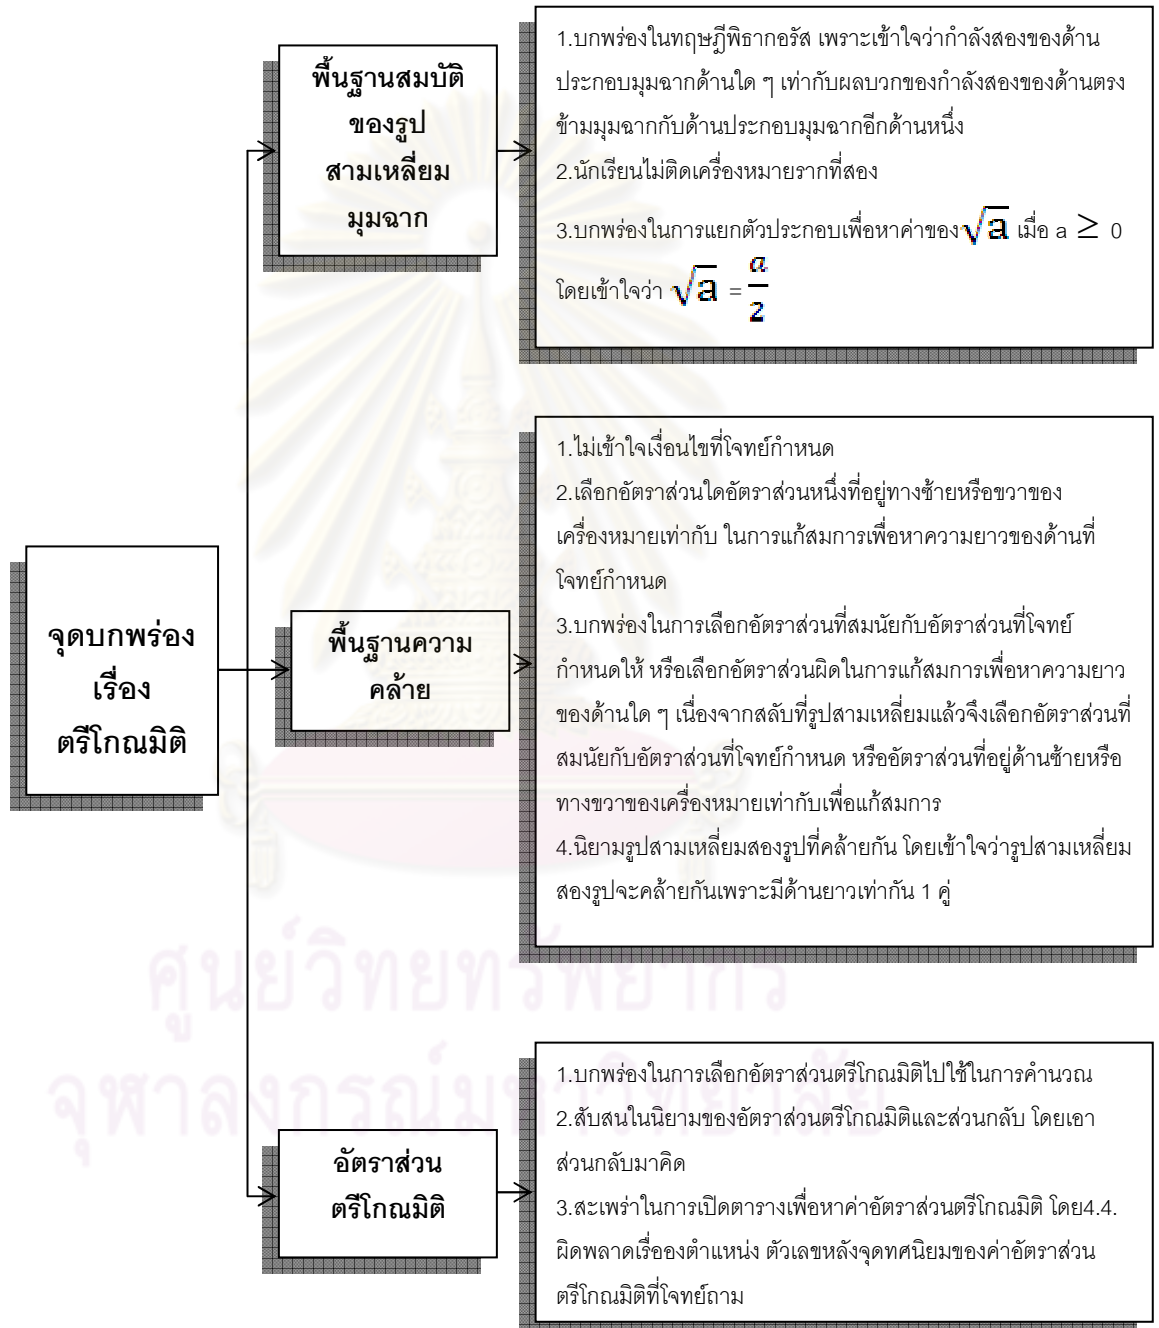 1.บกพร่องในทฤษฎีพิธากอรัส เพราะเข้าใจว่ากำลังสองของด้าน
ประกอบมุมฉากด้านใด ๆ เท่ากับผลบวกของกำลังสองของด้านตรง
ข้ามมุมฉากกับด้านประกอบมุมฉากอีกด้านหนึ่ง
2.นักเรียนไม่ติดเครื่องหมายรากที่สอง
3.บกพร่องในการแยกตัวประกอบเพื่อหาค่าของ √a เมื่อ a ≥ 0
โดยเข้าใจว่า √a = a/2
พื้นฐานสมบัติ
ของรูป
สามเหลี่ยม
มุมฉาก
1.ไม่เข้าใจเงื่อนไขที่โจทย์กำหนด
2.เลือกอัตราส่วนใดอัตราส่วนหนึ่งที่อยู่ทางซ้ายหรือขวาของ
เครื่องหมายเท่ากับ ในการแก้สมการเพื่อหาความยาวของด้านที่
โจทย์กำหนด
3.บกพร่องในการเลือกอัตราส่วนที่สมนัยกับอัตราส่วนที่โจทย์
กำหนดให้ หรือเลือกอัตราส่วนผิดในการแก้สมการเพื่อหาความยาว
ของด้านใด ๆ เนื่องจากสลับที่รูปสามเหลี่ยมแล้วจึงเลือกอัตราส่วนที่
สมนัยกับอัตราส่วนที่โจทย์กำหนด หรืออัตราส่วนที่อยู่ด้านซ้ายหรือ
ทางขวาของเครื่องหมายเท่ากับเพื่อแก้สมการ
4.นิยามรูปสามเหลี่ยมสองรูปที่คล้ายกัน โดยเข้าใจว่ารูปสามเหลี่ยม
สองรูปจะคล้ายกันเพราะมีด้านยาวเท่ากัน 1 คู่
จุดบกพร่อง
เรื่อง
ตรีโกณมิติ
พื้นฐานความ
คล้าย
ศูนย์วิทยทรัพยากร
จุฬาลงกรณ์มหาวิทยาลัย
1.บกพร่องในการเลือกอัตราส่วนตรีโกณมิติไปใช้ในการคำนวณ
2.สับสนในนิยามของอัตราส่วนตรีโกณมิติและส่วนกลับ โดยเอา
ส่วนกลับมาคิด
3.สะเพร่าในการเปิดตารางเพื่อหาค่าอัตราส่วนตรีโกณมิติ โดย4.4.
ผิดพลาดเรื่อองตำแหน่ง ตัวเลขหลังจุดทศนิยมของค่าอัตราส่วน
ตรีโกณมิติที่โจทย์ถาม
อัตราส่วน
ตรีโกณมิติ